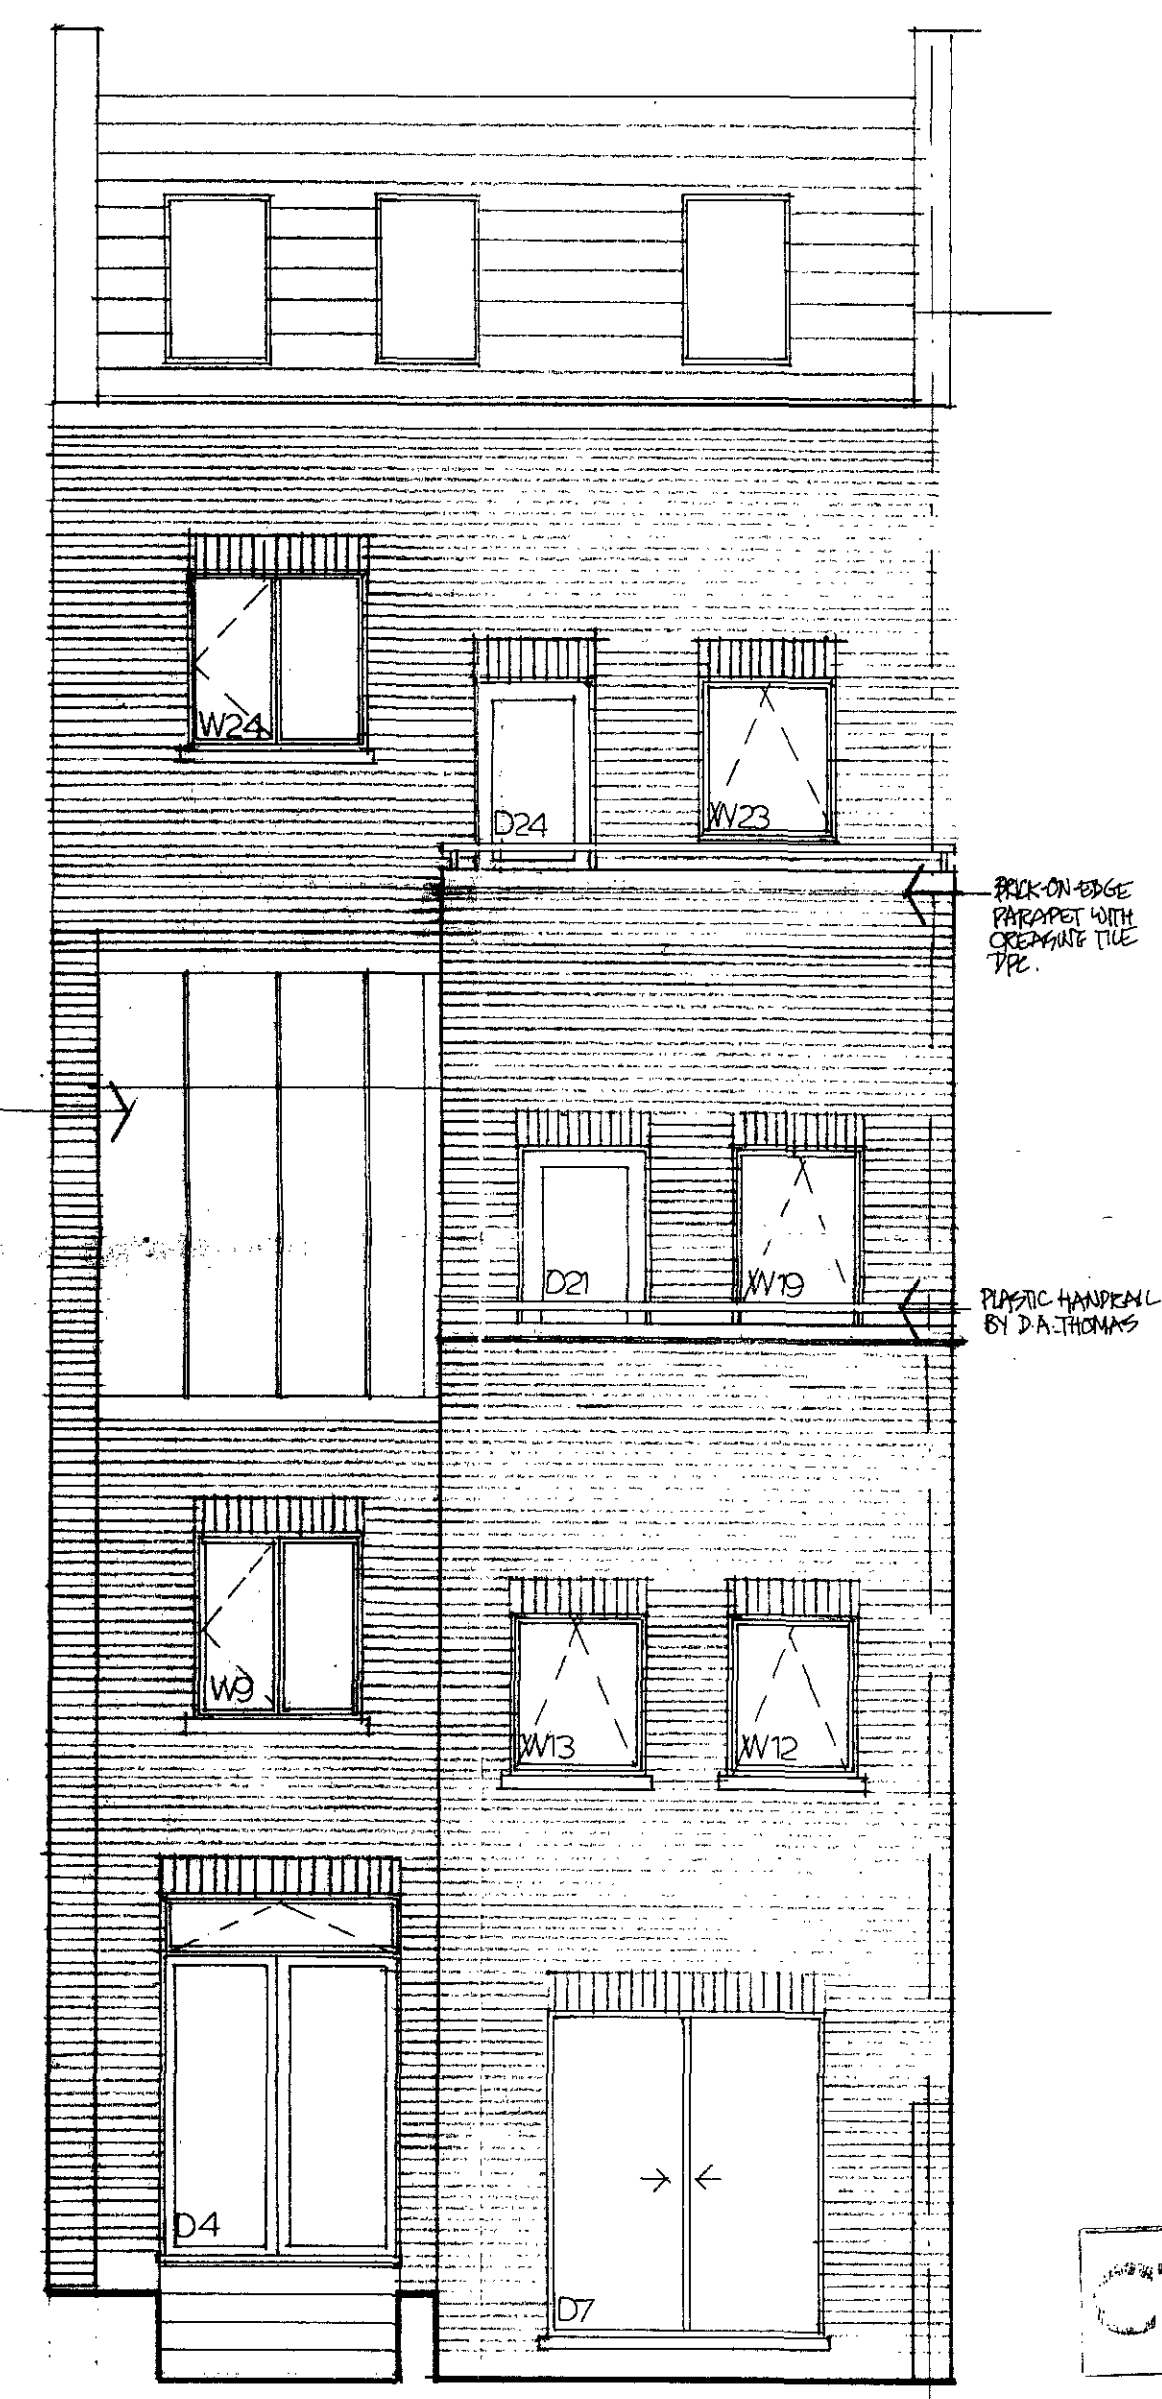 W24
D24
W23
BRICK-ON-EDGE
PARAPET WITH
CREASING TILE
DPC.
D21
W19
PLASTIC HANDRAIL
BY D.A.THOMAS
W9
W13
W12
D4
D7
C